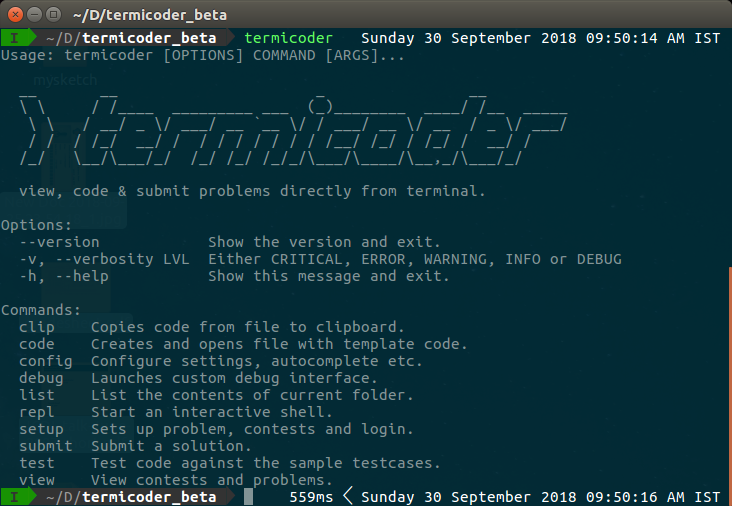 ~/D/termicoder_beta
I ~/D/termicoder_beta termicoder Sunday 30 September 2018 09:50:14 AM IST
Usage: termicoder [OPTIONS] COMMAND [ARGS]...
mysketch
termicoder
view, code & submit problems directly from terminal.
Options:
--version Show the version and exit.
-v, --verbosity LVL Either CRITICAL, ERROR, WARNING, INFO or DEBUG
-h, --help Show this message and exit.
Commands:
clip Copies code from file to clipboard.
code Creates and opens file with template code.
config Configure settings, autocomplete etc.
debug Launches custom debug interface.
list List the contents of current folder.
repl Start an interactive shell.
setup Sets up problem, contests and login.
submit Submit a solution.
test Test code against the sample testcases.
view View contests and problems.
I ~/D/termicoder_beta 559ms < Sunday 30 September 2018 09:50:16 AM IST